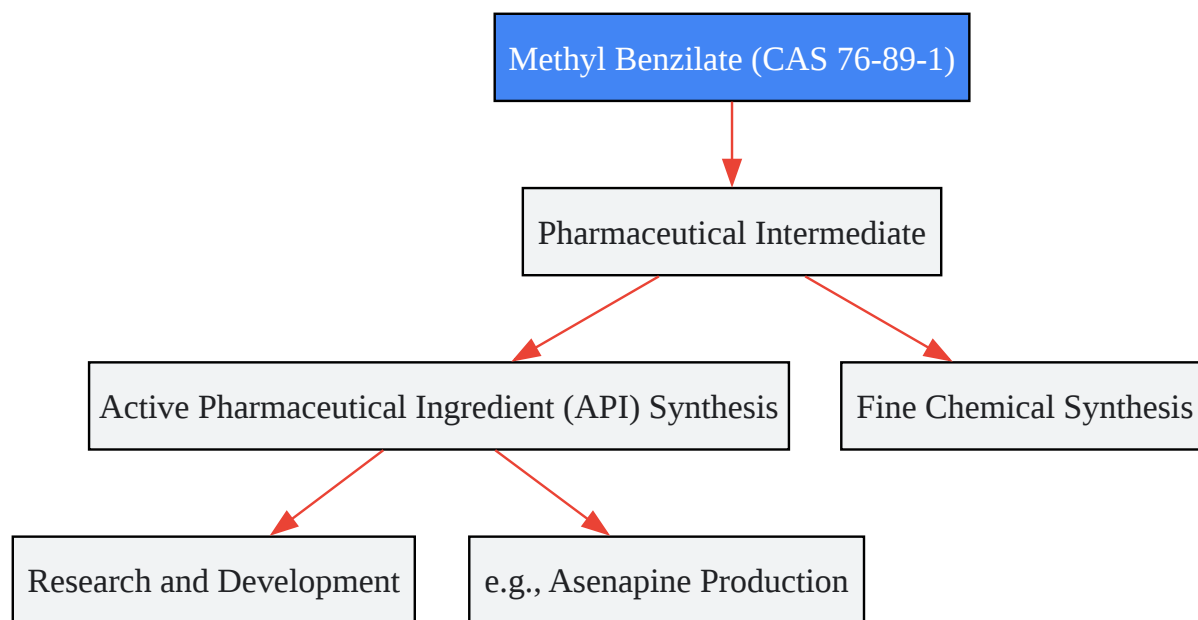 Methyl Benzilate (CAS 76-89-1)
Pharmaceutical Intermediate
Active Pharmaceutical Ingredient (API) Synthesis
Fine Chemical Synthesis
Research and Development
e.g., Asenapine Production